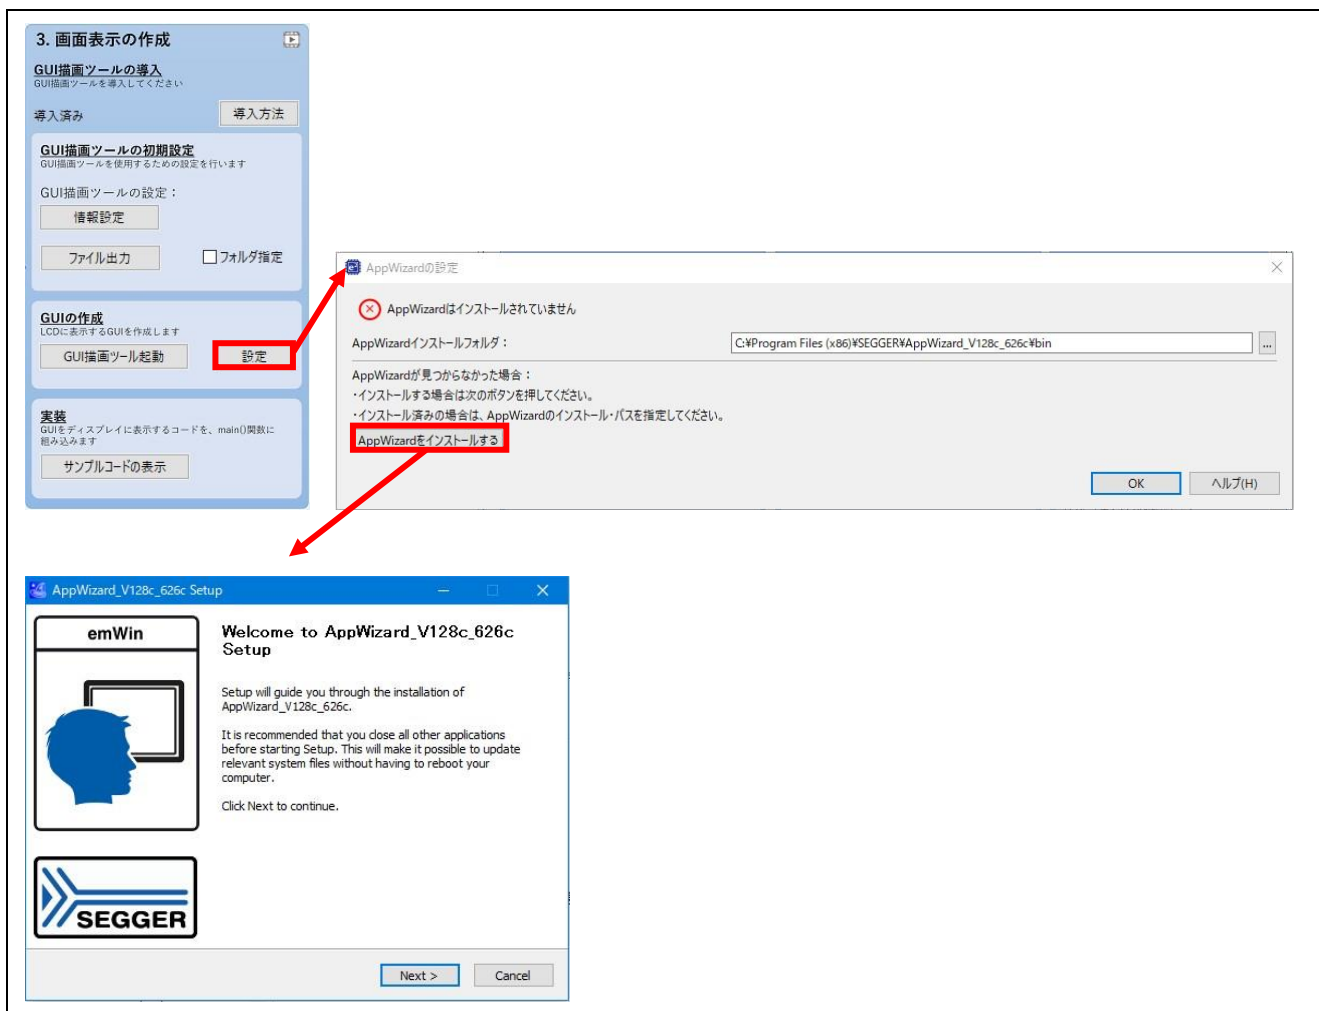 3. 画面表示の作成
GUI描画ツールの導入
GUI描画ツールを導入してください
導入済み
導入方法
GUI描画ツールの初期設定
GUI描画ツールを使用するための設定を行います
GUI描画ツールの設定：
情報設定
ファイル出力
フォルダ指定
GUIの作成
LCDに表示するGUIを作成します
GUI描画ツール起動
設定
実装
GUIをディスプレイに表示するコードを、main()関数に
組み込みます
サンプルコードの表示
AppWizardの設定
AppWizardはインストールされていません
AppWizardインストールフォルダ：
C:¥Program Files (x86)¥SEGGER¥AppWizard_V128c_626c¥bin
...
AppWizardが見つからなかった場合：
・インストールする場合は次のボタンを押してください。
・インストール済みの場合は、AppWizardのインストール・パスを指定してください。
AppWizardをインストールする
OK
ヘルプ(H)
AppWizard_V128c_626c Setup
emWin
Welcome to AppWizard_V128c_626c
Setup
Setup will guide you through the installation of
AppWizard_V128c_626c.
It is recommended that you close all other applications
before starting Setup. This will make it possible to update
relevant system files without having to reboot your
computer.
Click Next to continue.
SEGGER
Next >
Cancel